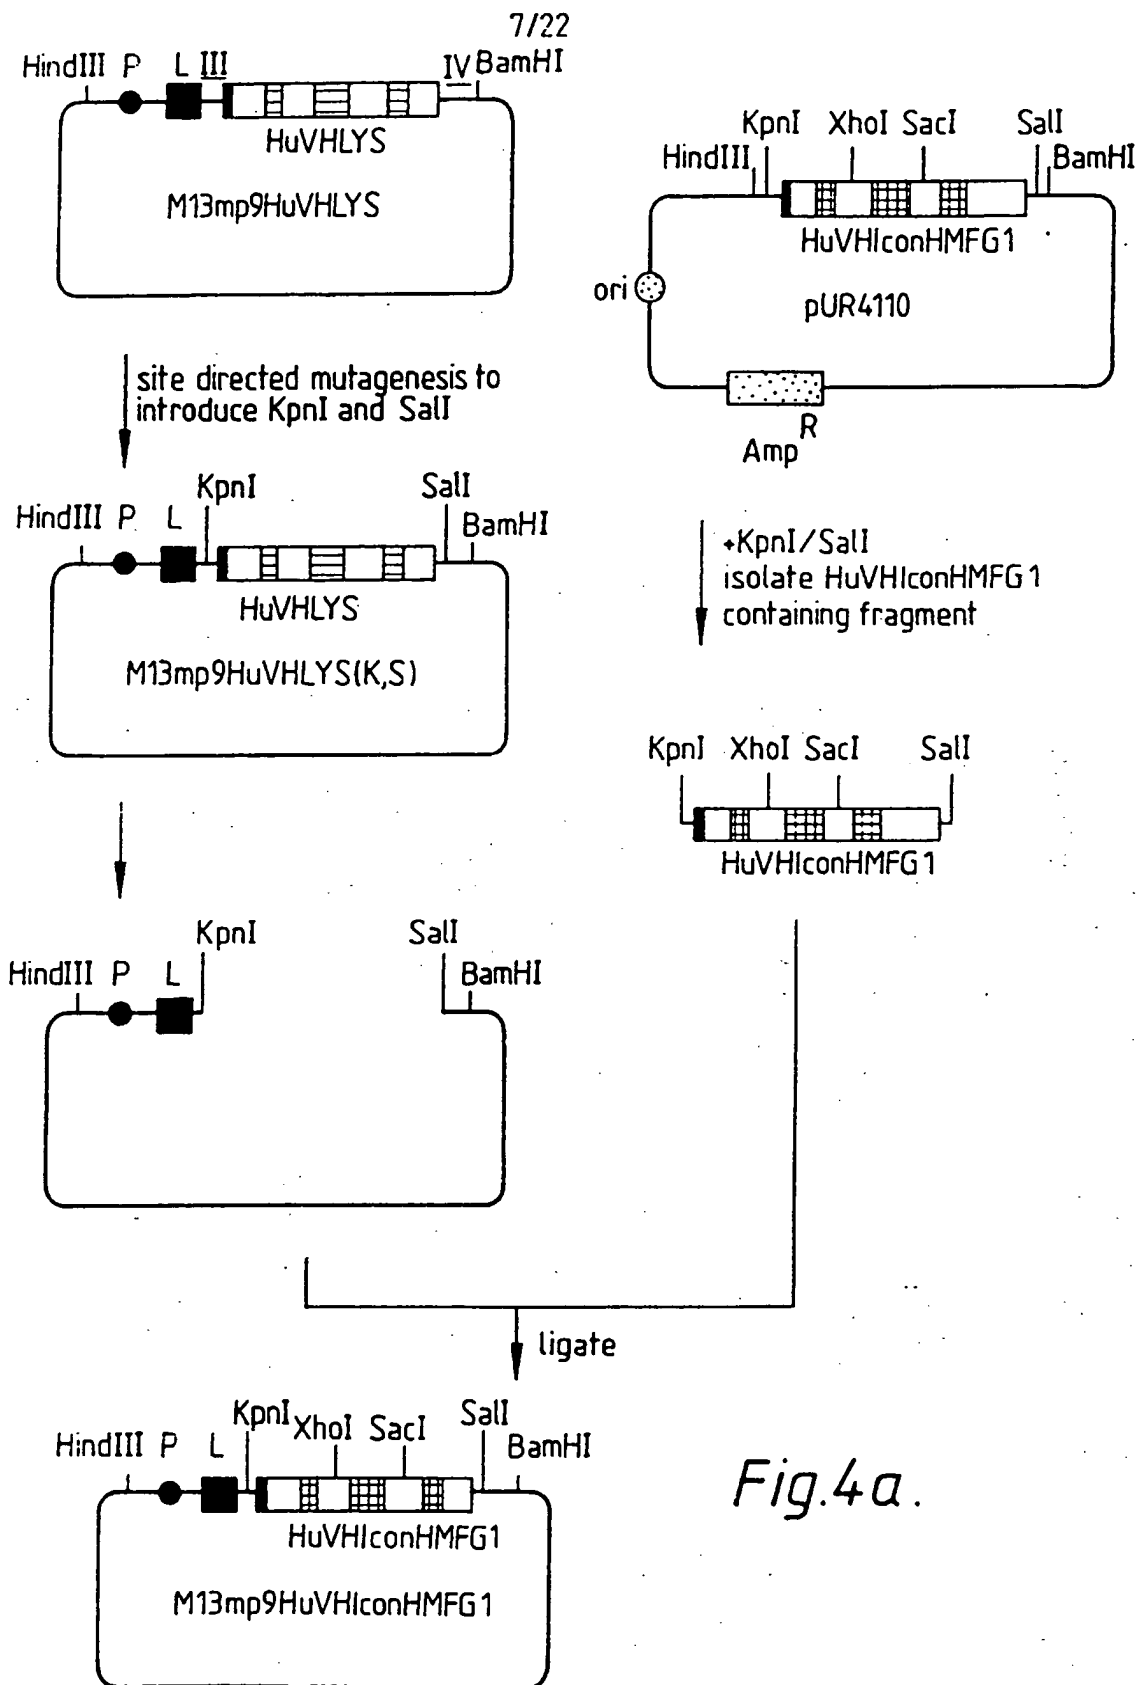 7/22
HindIII P L III IV BamHI
HuVHLYS
M13mp9HuVHLYS
KpnI XhoI SacI SalI
HindIII BamHI
HuVHIconHMFG1
ori
pUR4110
Amp R
site directed mutagenesis to
introduce KpnI and SalI
KpnI SalI
HindIII P L BamHI
HuVHLYS
M13mp9HuVHLYS(K,S)
+KpnI/SalI
isolate HuVHIconHMFG1
containing fragment
KpnI XhoI SacI SalI
HuVHIconHMFG1
KpnI SalI
HindIII P L BamHI
ligate
KpnI XhoI SacI SalI
HindIII P L BamHI
HuVHIconHMFG1
M13mp9HuVHIconHMFG1
Fig.4a.